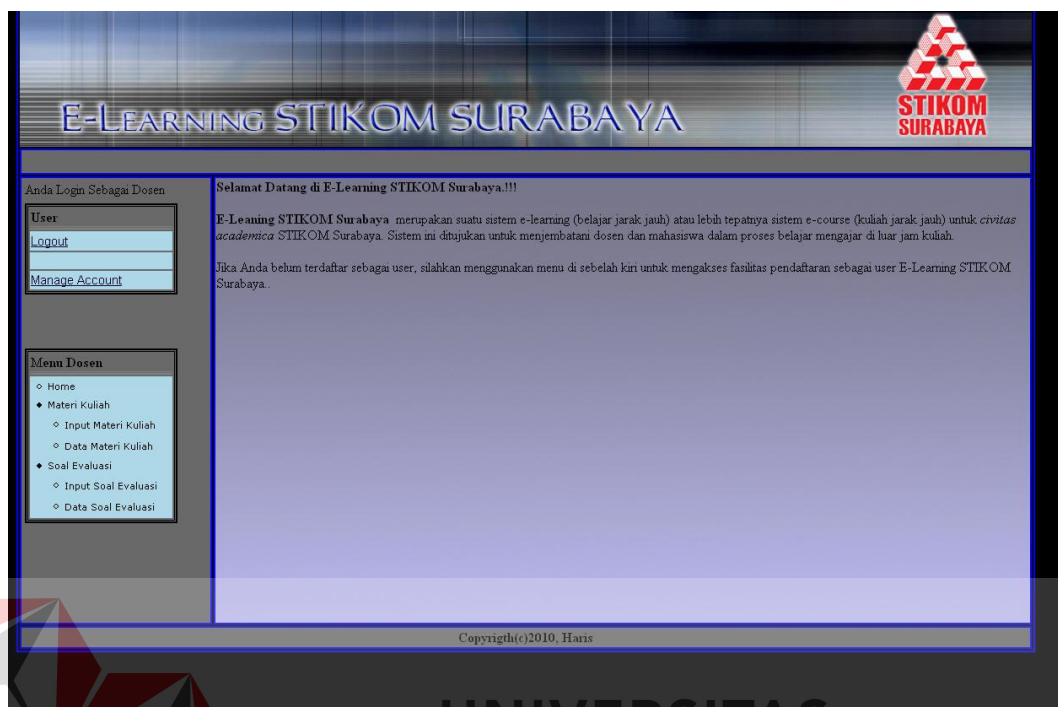 E-LEARNING STIKOM SURABAYA
STIKOM
SURABAYA
Anda Login Sebagai Dosen
User
Logout
Manage Account
Menu Dosen
Home
Materi Kuliah
Input Materi Kuliah
Data Materi Kuliah
Soal Evaluasi
Input Soal Evaluasi
Data Soal Evaluasi
Selamat Datang di E-Learning STIKOM Surabaya.!!!
E-Leaning STIKOM Surabaya merupakan suatu sistem e-learning (belajar jarak jauh) atau lebih tepatnya sistem e-course (kuliah jarak jauh) untuk civitas
academica STIKOM Surabaya. Sistem ini ditujukan untuk menjembatani dosen dan mahasiswa dalam proses belajar mengajar di luar jam kuliah.
Jika Anda belum terdaftar sebagai user, silahkan menggunakan menu di sebelah kiri untuk mengakses fasilitas pendaftaran sebagai user E-Learning STIKOM
Surabaya..
Copyrigth(c)2010, Haris
UNIVERSITAS